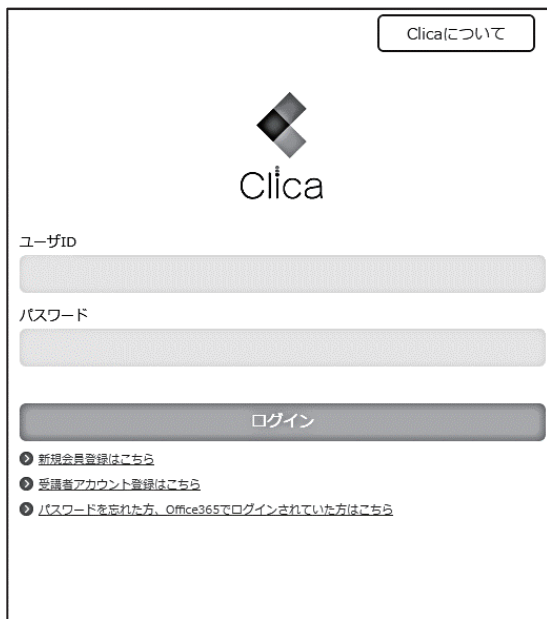 Clicaについて
Clica
ユーザID
パスワード
ログイン
新規会員登録はこちら
受講者アカウント登録はこちら
パスワードを忘れた方、Office365でログインされていた方はこちら